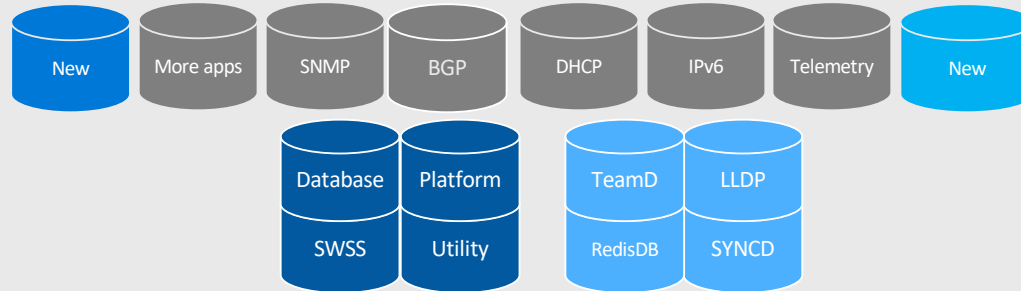 New
More apps
SNMP
BGP
DHCP
IPv6
Telemetry
New
Database
Platform
TeamD
LLDP
SWSS
Utility
RedisDB
SYNCD